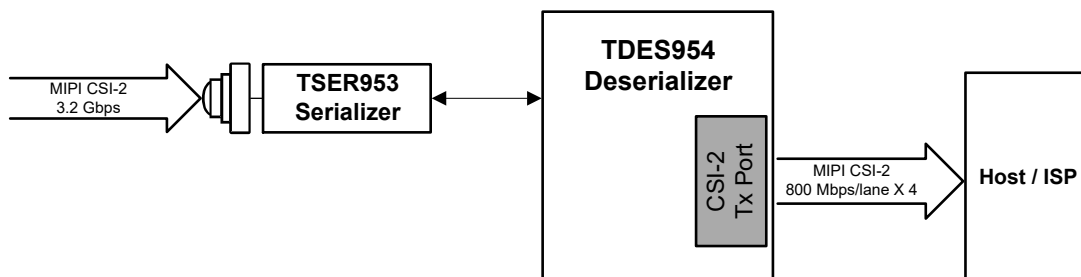 MIPI CSI-2
3.2 Gbps
TSER953
Serializer
TDES954
Deserializer
CSI-2
Tx Port
MIPI CSI-2
800 Mbps/lane X 4
Host / ISP